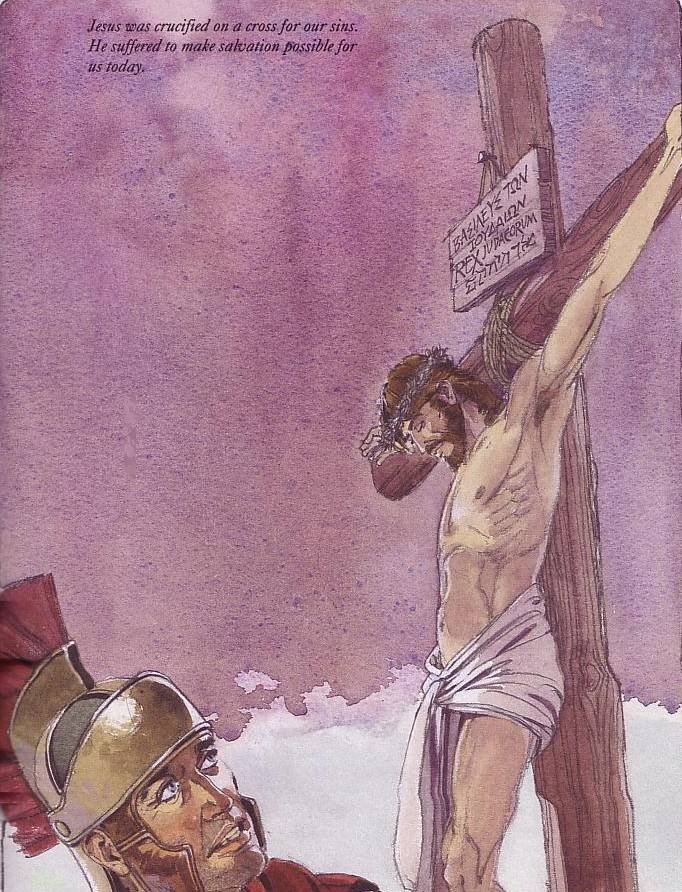 Jesus was crucified on a cross for our sins.
He suffered to make salvation possible for
us today.
ΒΑΣΙΛΕΥΣ ΤΩΝ
ΙΟΥΔΑΙΩΝ
REX JUDAEORUM